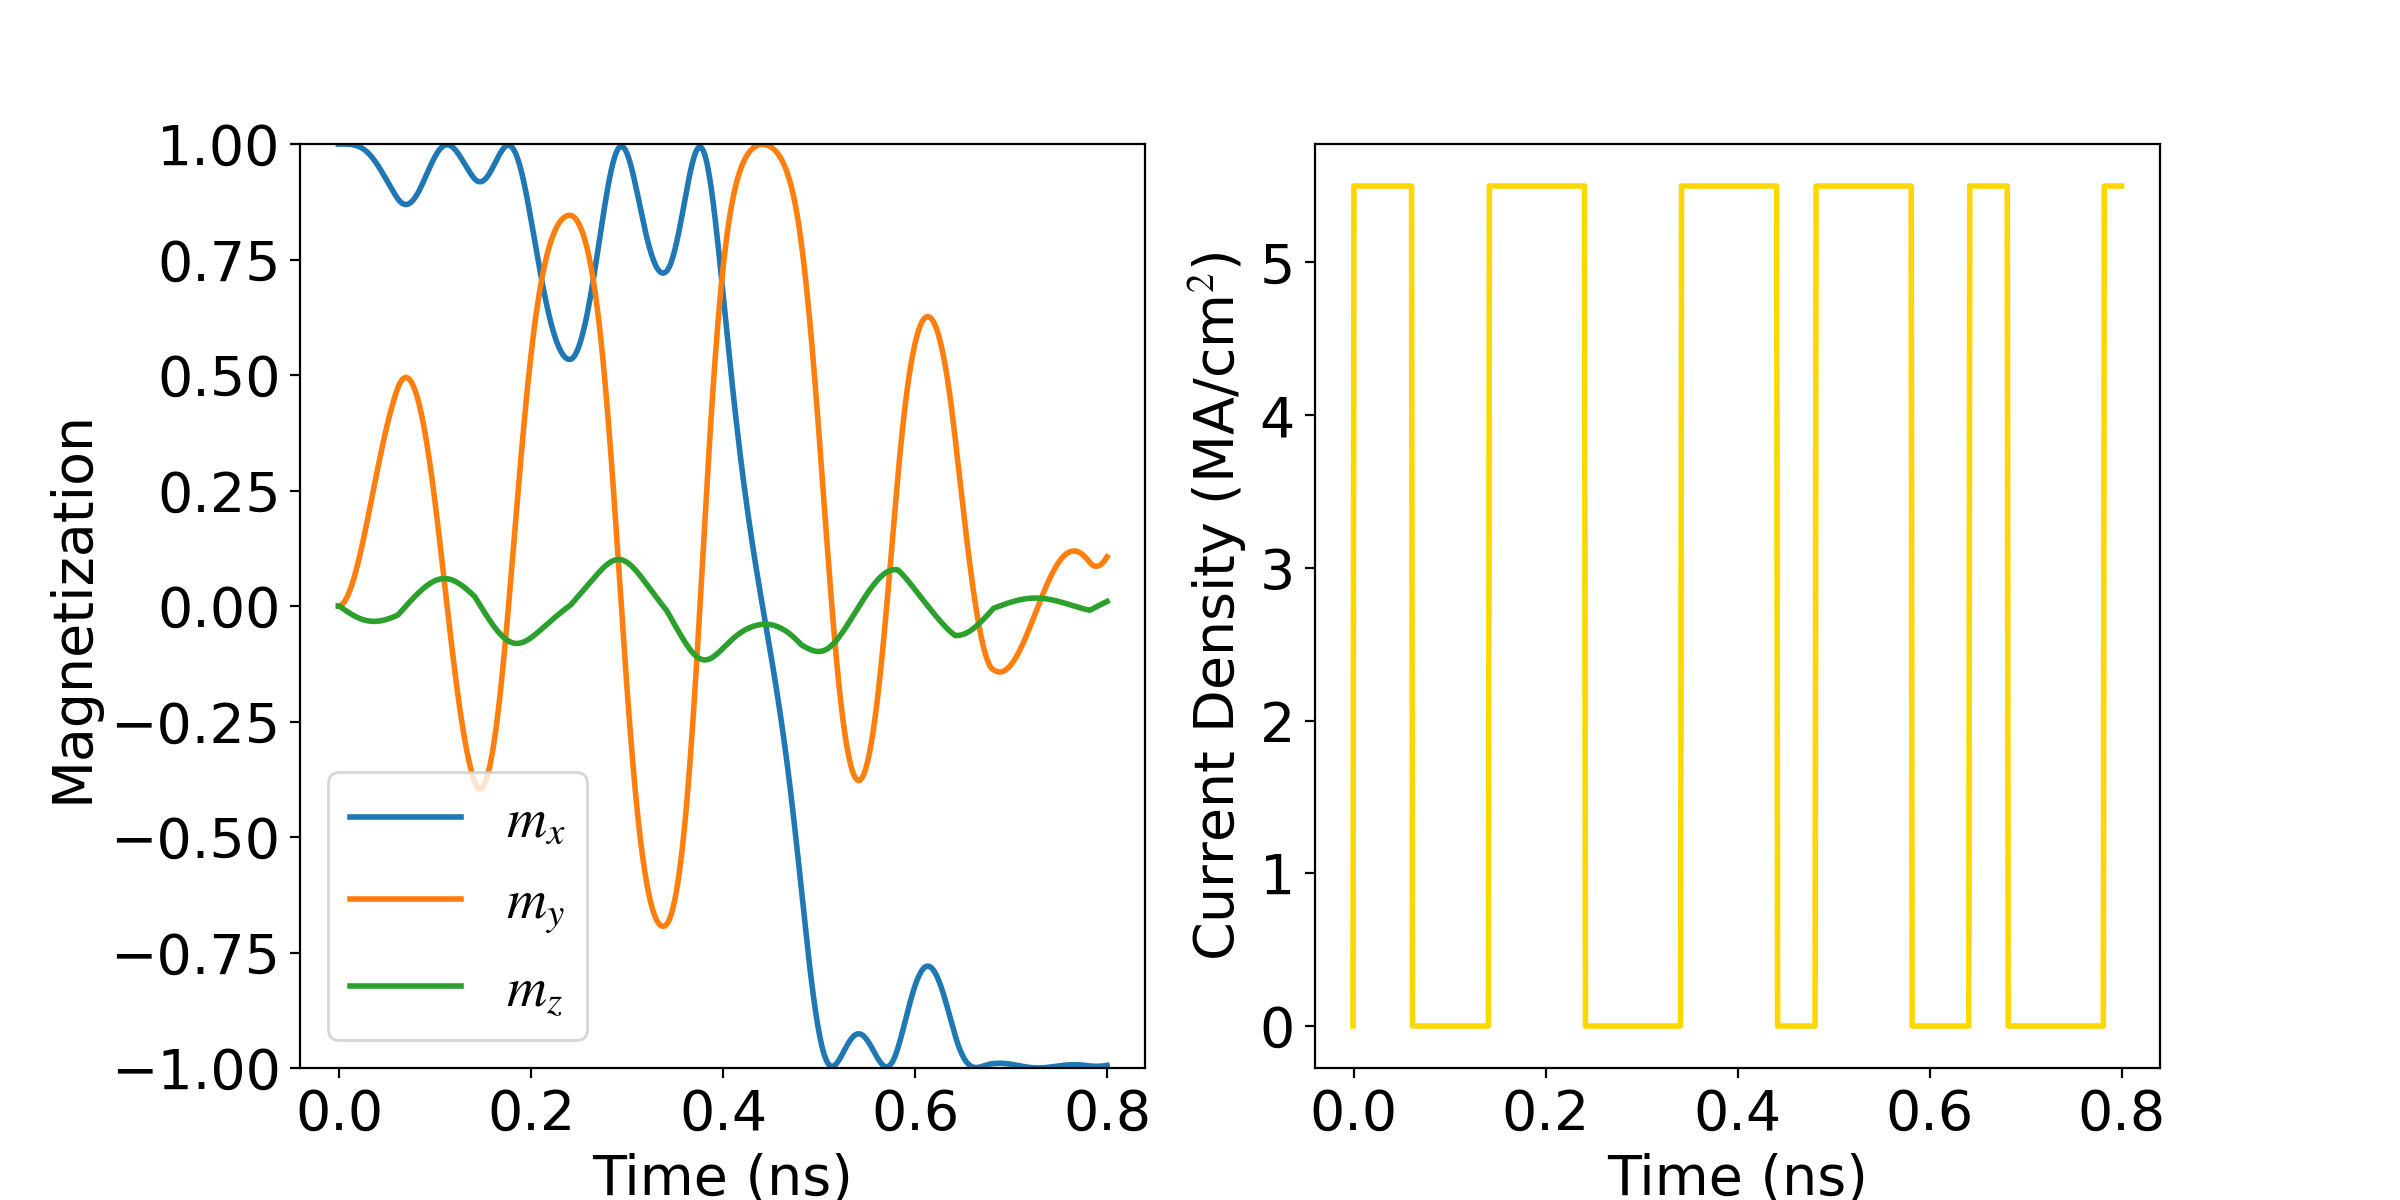 Magnetization
1.00
0.75
0.50
0.25
0.00
−0.25
−0.50
−0.75
−1.00
0.0 0.2 0.4 0.6 0.8
Time (ns)
m_x
m_y
m_z
Current Density (MA/cm²)
5
4
3
2
1
0
0.0 0.2 0.4 0.6 0.8
Time (ns)